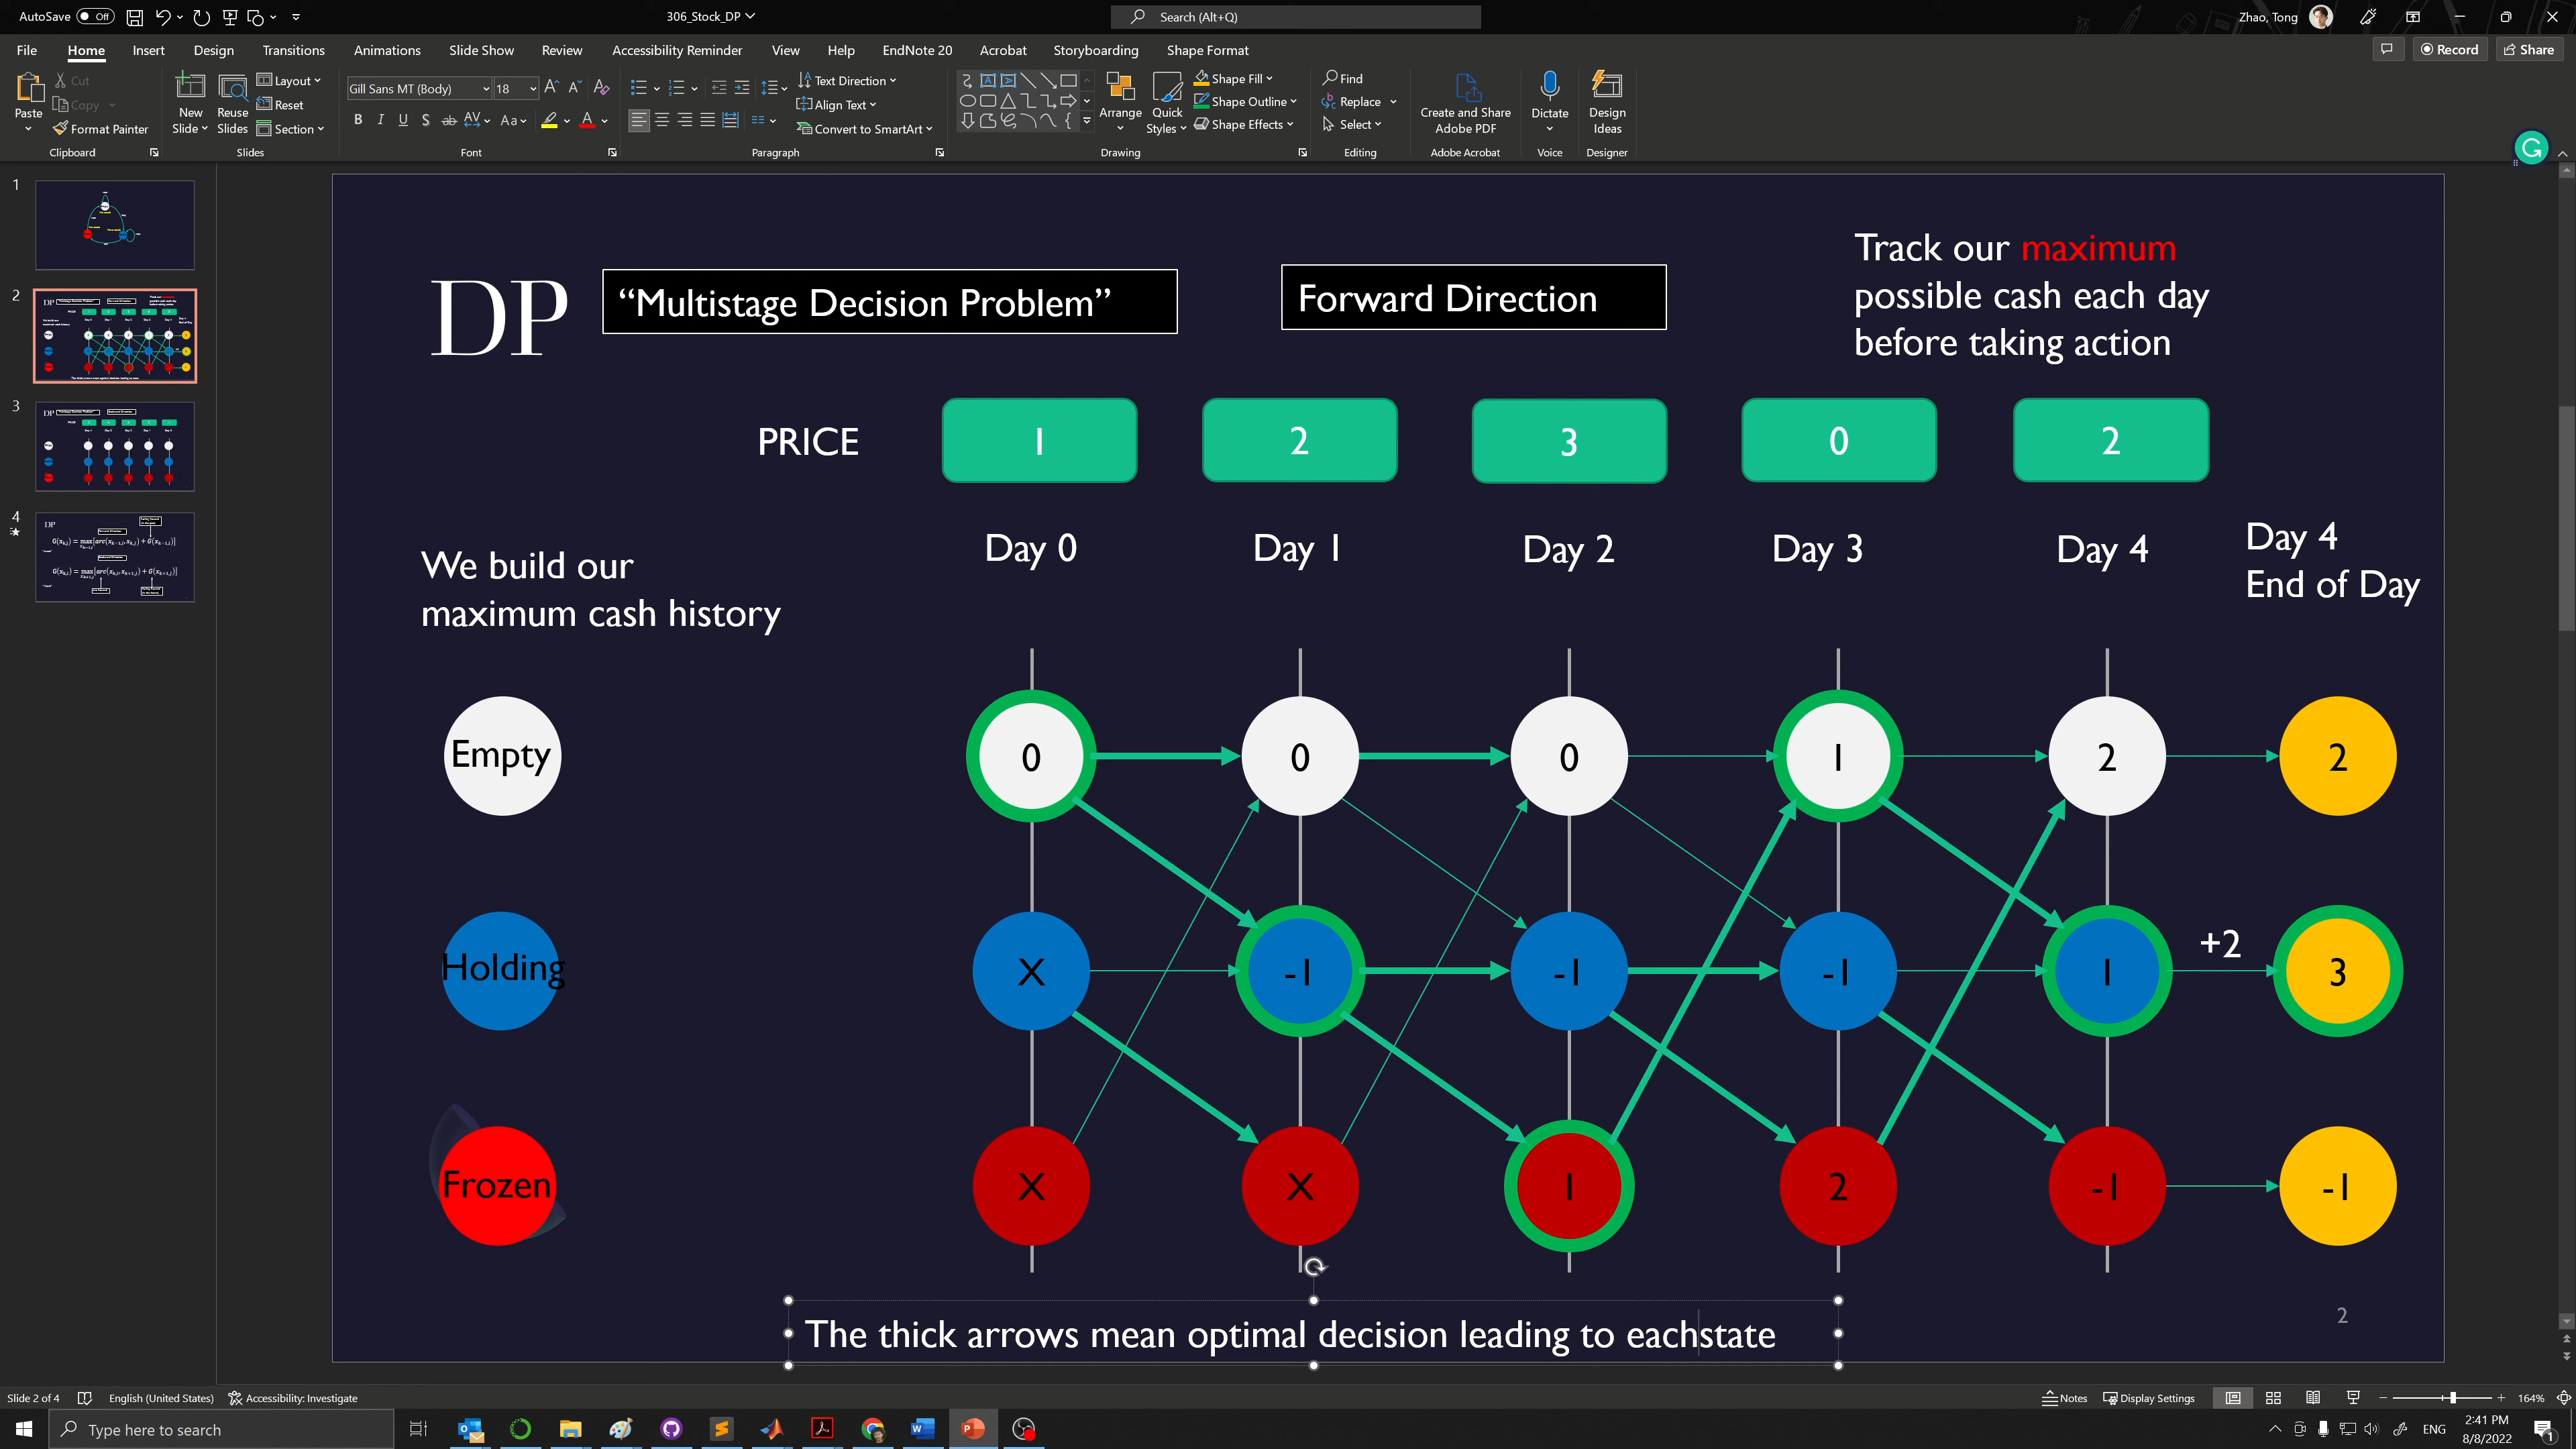 AutoSave Off
306_Stock_DP
Search (Alt+Q)
Zhao, Tong
File Home Insert Design Transitions Animations Slide Show Review Accessibility Reminder View Help EndNote 20 Acrobat Storyboarding Shape Format
Record Share
Paste
Cut
Copy
Format Painter
Clipboard
New Slide
Reuse Slides
Layout
Reset
Section
Slides
Gill Sans MT (Body) 18
Font
Text Direction
Align Text
Convert to SmartArt
Paragraph
Arrange
Quick Styles
Shape Fill
Shape Outline
Shape Effects
Drawing
Find
Replace
Select
Editing
Create and Share Adobe PDF
Adobe Acrobat
Dictate
Voice
Design Ideas
Designer
1
2
3
4
DP
“Multistage Decision Problem”
Forward Direction
Track our maximum
possible cash each day
before taking action
PRICE 1 2 3 0 2
Day 0 Day 1 Day 2 Day 3 Day 4
Day 4
End of Day
We build our
maximum cash history
Empty 0 0 0 1 2 2
Holding X -1 -1 -1 1 +2 3
Frozen X X 1 2 -1 -1
The thick arrows mean optimal decision leading to eachstate
2
Slide 2 of 4 English (United States) Accessibility: Investigate Notes Display Settings 164%
Type here to search
ENG
2:41 PM
8/8/2022